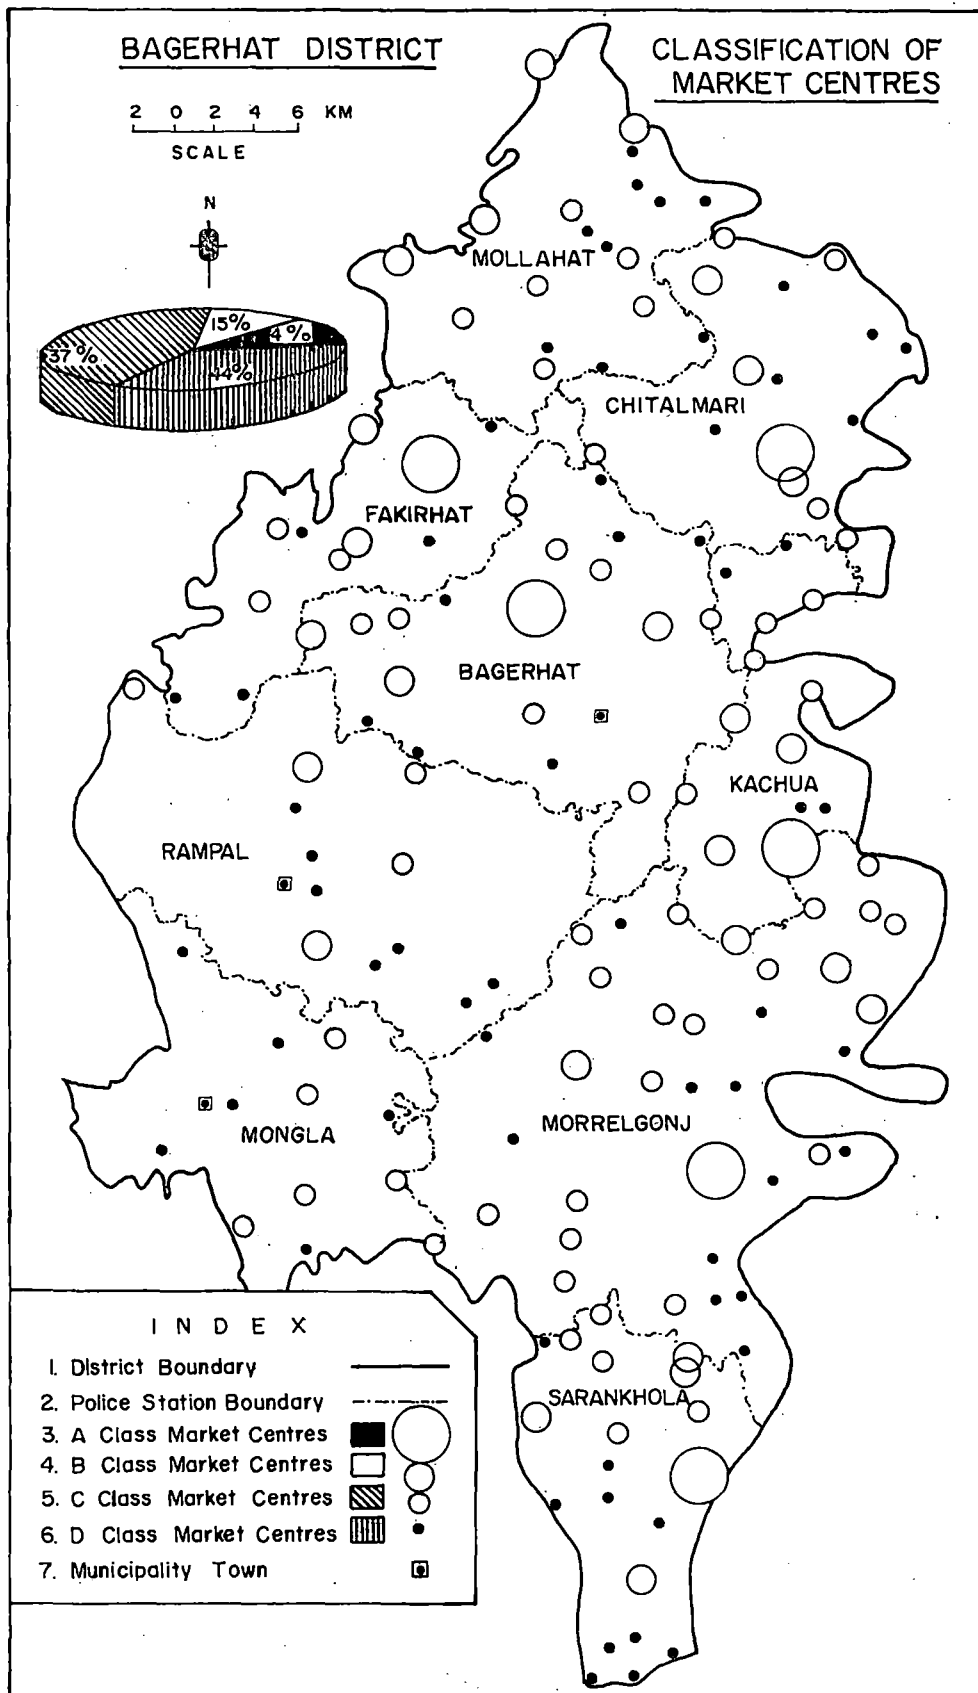 BAGERHAT DISTRICT
CLASSIFICATION OF
MARKET CENTRES
2 0 2 4 6 KM
SCALE
N
MOLLAHAT
15%
4%
37%
44%
CHITALMARI
FAKIRHAT
BAGERHAT
KACHUA
RAMPAL
MORRELGONJ
MONGLA
SARANKHOLA
INDEX
1. District Boundary
2. Police Station Boundary
3. A Class Market Centres
4. B Class Market Centres
5. C Class Market Centres
6. D Class Market Centres
7. Municipality Town